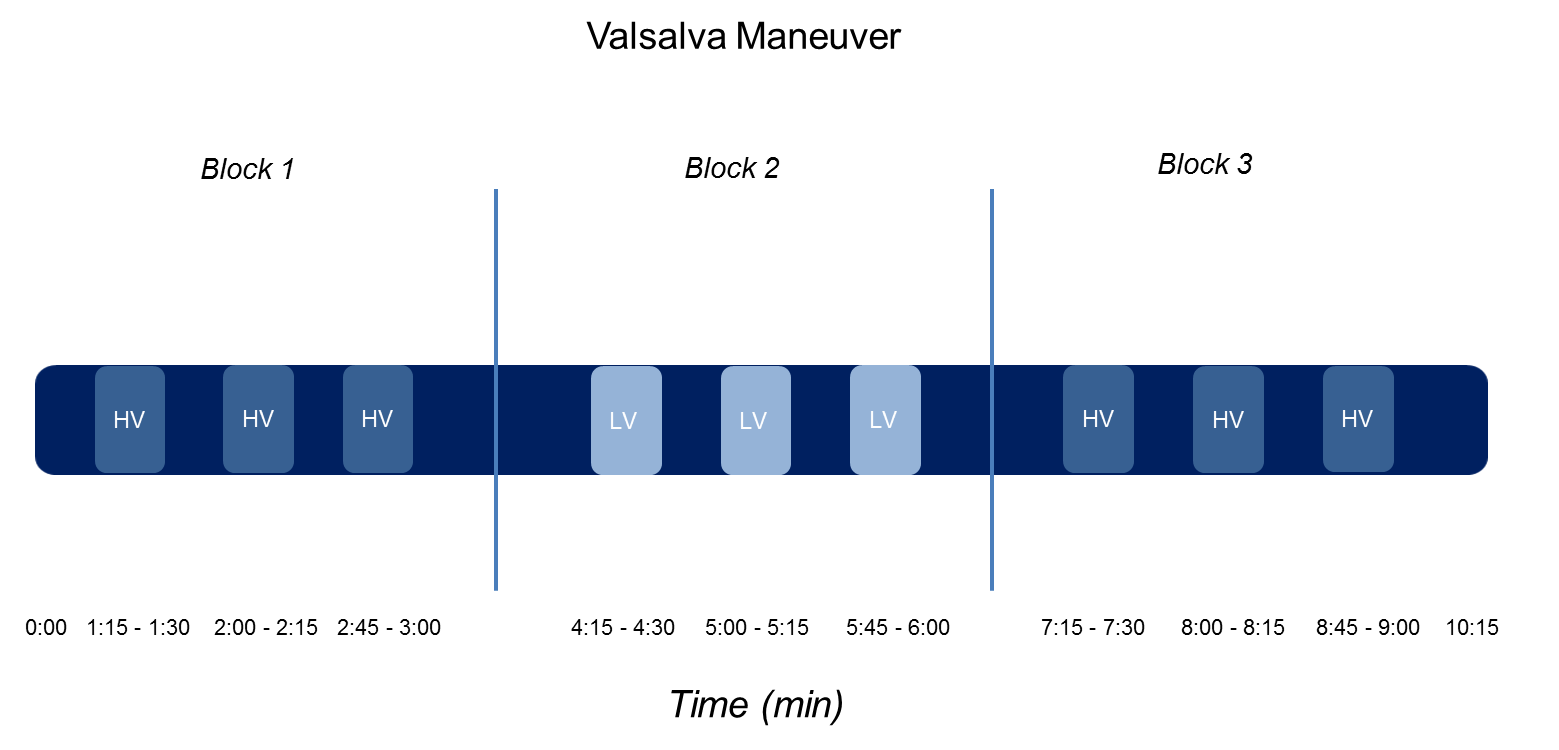 Valsalva Maneuver
Block 1
Block 2
Block 3
HV
HV
HV
LV
LV
LV
HV
HV
HV
0:00
1:15 - 1:30
2:00 - 2:15
2:45 - 3:00
4:15 - 4:30
5:00 - 5:15
5:45 - 6:00
7:15 - 7:30
8:00 - 8:15
8:45 - 9:00
10:15
Time (min)